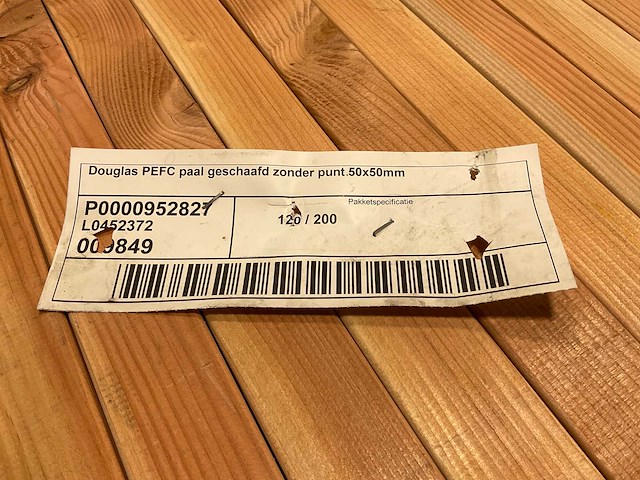 Douglas PEFC paal geschaafd zonder punt.50x50mm
P0000952827
Pakketspecificatie
L0452372
120 / 200
009849